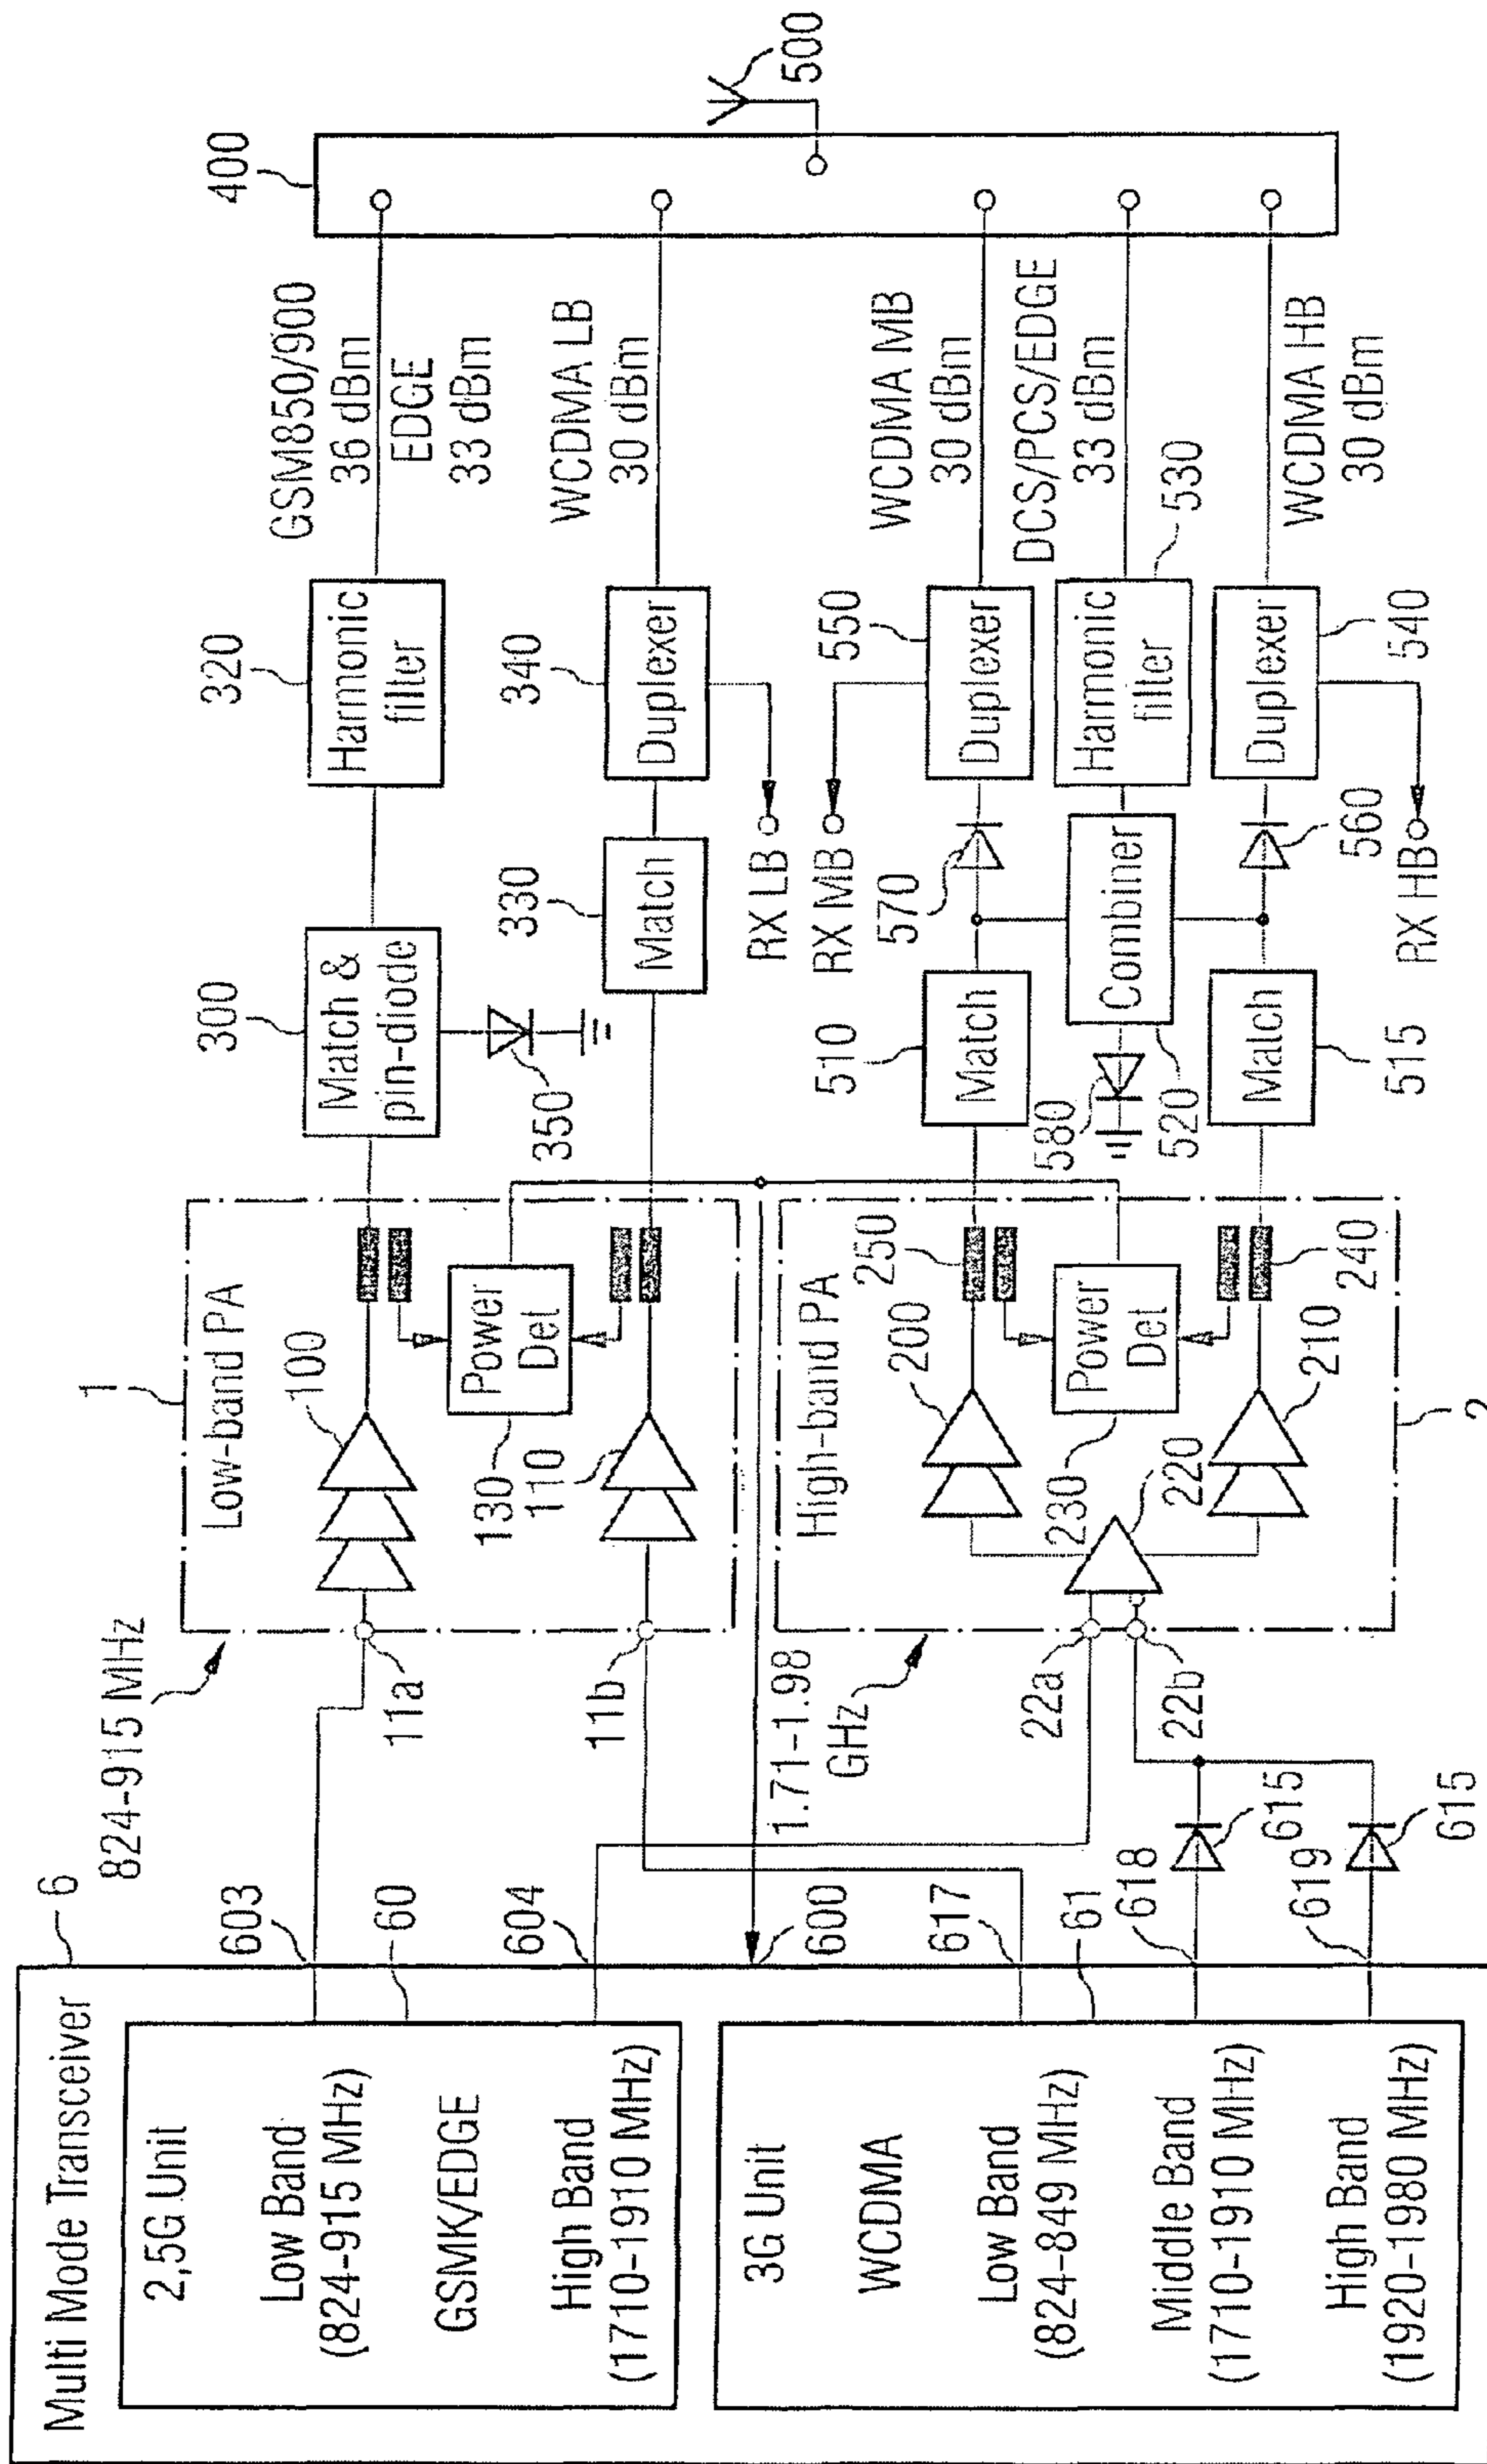 Multi Mode Transceiver
6
2,5G Unit
Low Band
(824-915 MHz)
GSMK/EDGE
High Band
(1710-1910 MHz)
3G Unit
WCDMA
Low Band
(824-849 MHz)
Middle Band
(1710-1910 MHz)
High Band
(1920-1980 MHz)
603
60
604
600
617
61
618
619
615
615
824-915 MHz
11a
11b
1.71-1.98
GHz
22a
22b
1
Low-band PA
100
Power
Det
130
110
High-band PA
200
250
Power
Det
230
220
210
240
2
300
Match &
pin-diode
350
320
Harmonic
filter
330
Match
340
Duplexer
RX LB
RX MB
510
Match
570
550
Duplexer
580
Combiner
520
Harmonic
filter
530
Match
515
560
Duplexer
540
RX HB
GSM850/900
36 dBm
EDGE
33 dBm
WCDMA LB
30 dBm
WCDMA MB
30 dBm
DCS/PCS/EDGE
33 dBm
WCDMA HB
30 dBm
400
500